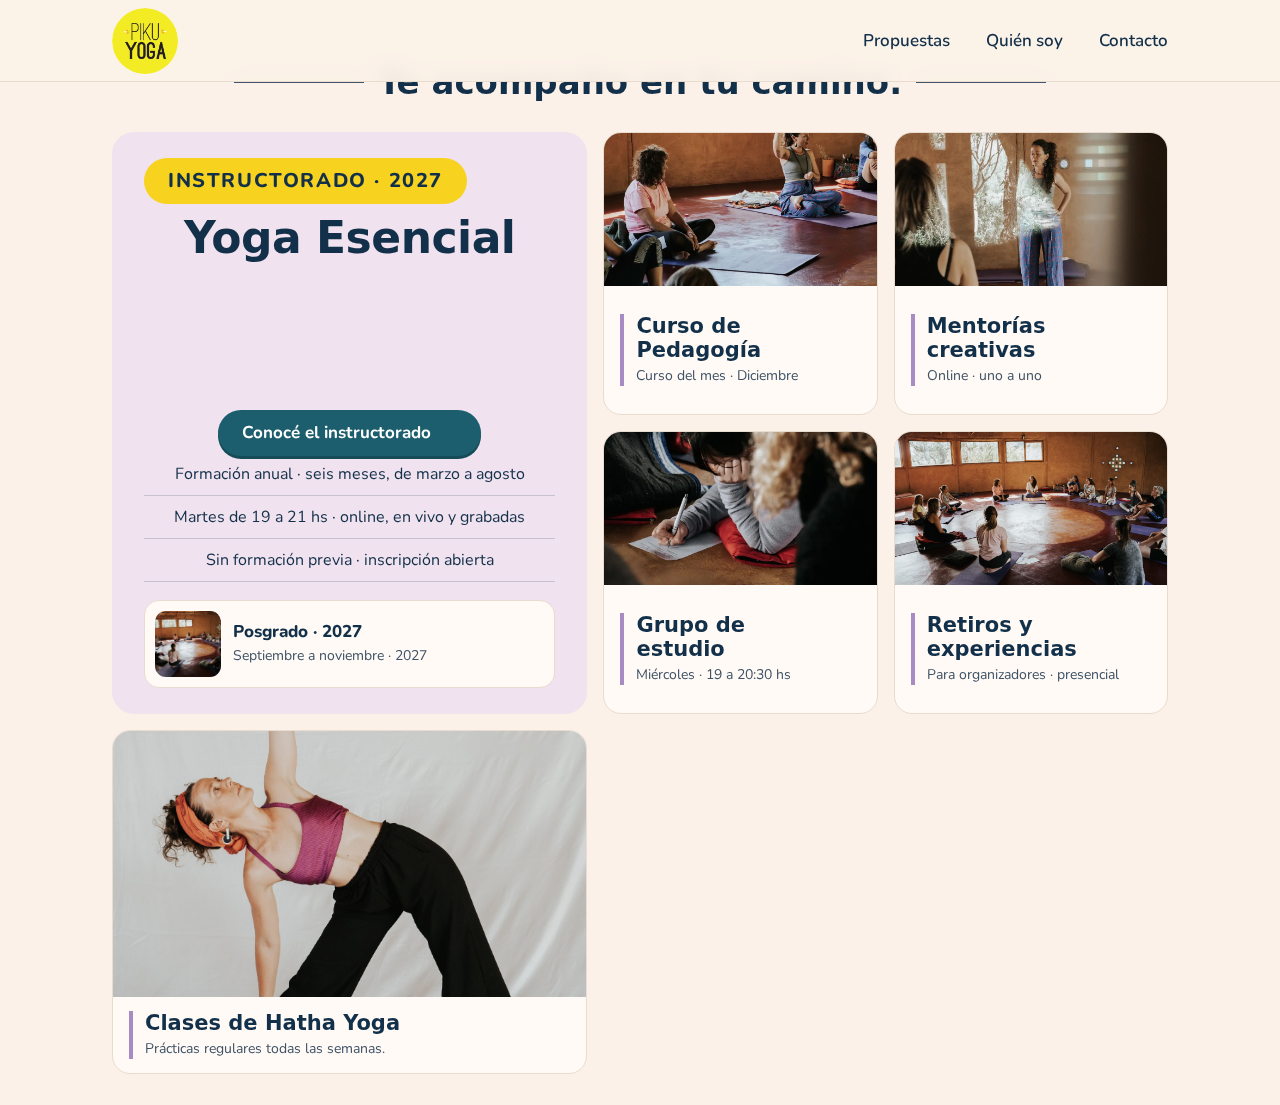 PIKU
YOGA
Propuestas
Quién soy
Contacto
Te acompaño en tu camino.
INSTRUCTORADO · 2027
Yoga Esencial
Conocé el instructorado
Formación anual · seis meses, de marzo a agosto
Martes de 19 a 21 hs · online, en vivo y grabadas
Sin formación previa · inscripción abierta
Posgrado · 2027
Septiembre a noviembre · 2027
Curso de
Pedagogía
Curso del mes · Diciembre
Mentorías
creativas
Online · uno a uno
Grupo de
estudio
Miércoles · 19 a 20:30 hs
Retiros y
experiencias
Para organizadores · presencial
Clases de Hatha Yoga
Prácticas regulares todas las semanas.